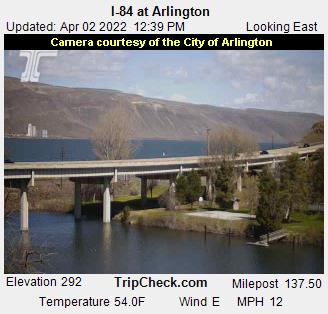 I-84 at Arlington
Updated: Apr 02 2022 12:39 PM Looking East
Camera courtesy of the City of Arlington
Elevation 292 TripCheck.com Milepost 137.50
Temperature 54.0F Wind E MPH 12